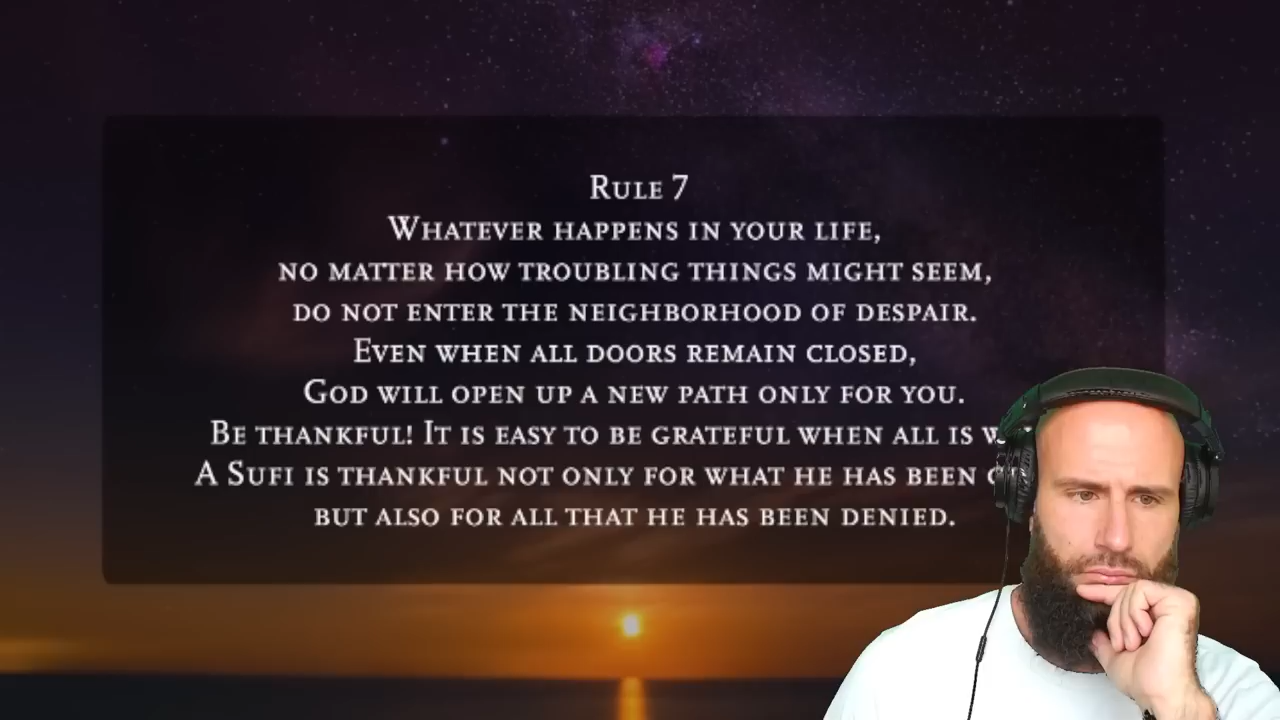 Rule 7
Whatever happens in your life,
no matter how troubling things might seem,
do not enter the neighborhood of despair.
Even when all doors remain closed,
God will open up a new path only for you.
Be thankful! It is easy to be grateful when all is
A Sufi is thankful not only for what he has been
but also for all that he has been denied.